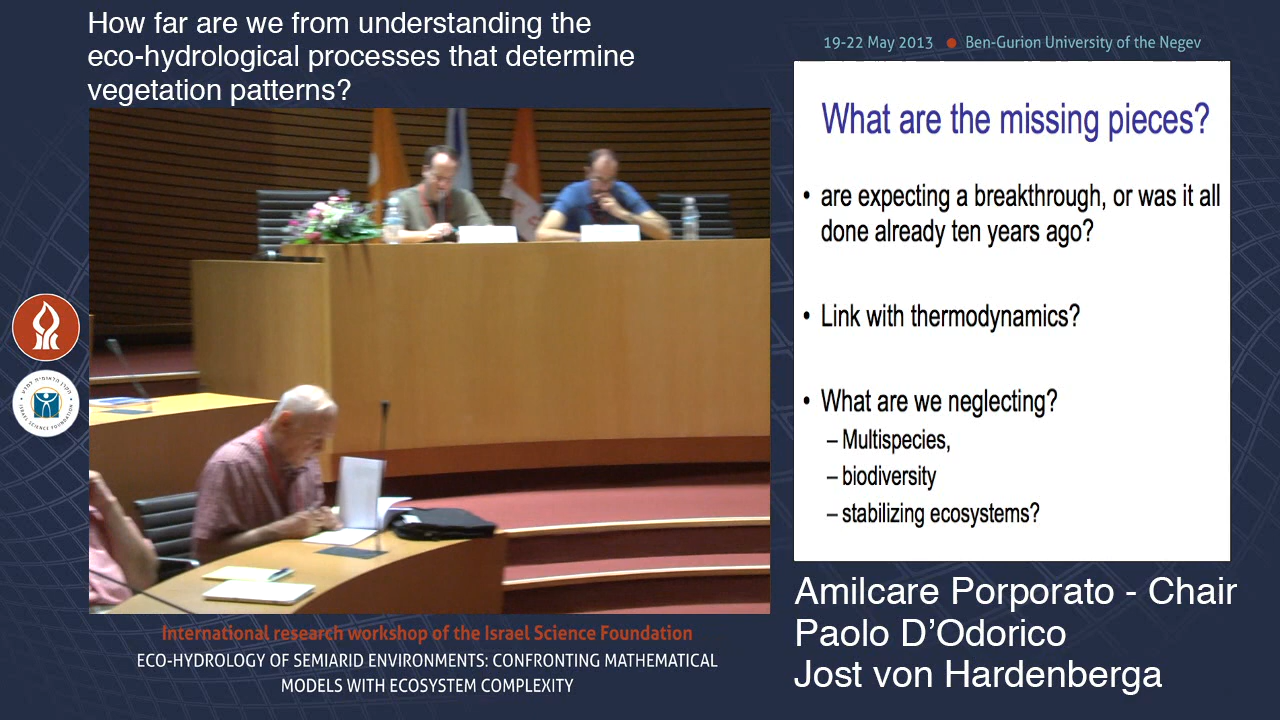 How far are we from understanding the
eco-hydrological processes that determine
vegetation patterns?
19-22 May 2013 ● Ben-Gurion University of the Negev
What are the missing pieces?
• are expecting a breakthrough, or was it all
done already ten years ago?
• Link with thermodynamics?
• What are we neglecting?
– Multispecies,
– biodiversity
– stabilizing ecosystems?
Amilcare Porporato - Chair
Paolo D’Odorico
Jost von Hardenberga
International research workshop of the Israel Science Foundation
ECO-HYDROLOGY OF SEMIARID ENVIRONMENTS: CONFRONTING MATHEMATICAL
MODELS WITH ECOSYSTEM COMPLEXITY
ISRAEL SCIENCE FOUNDATION